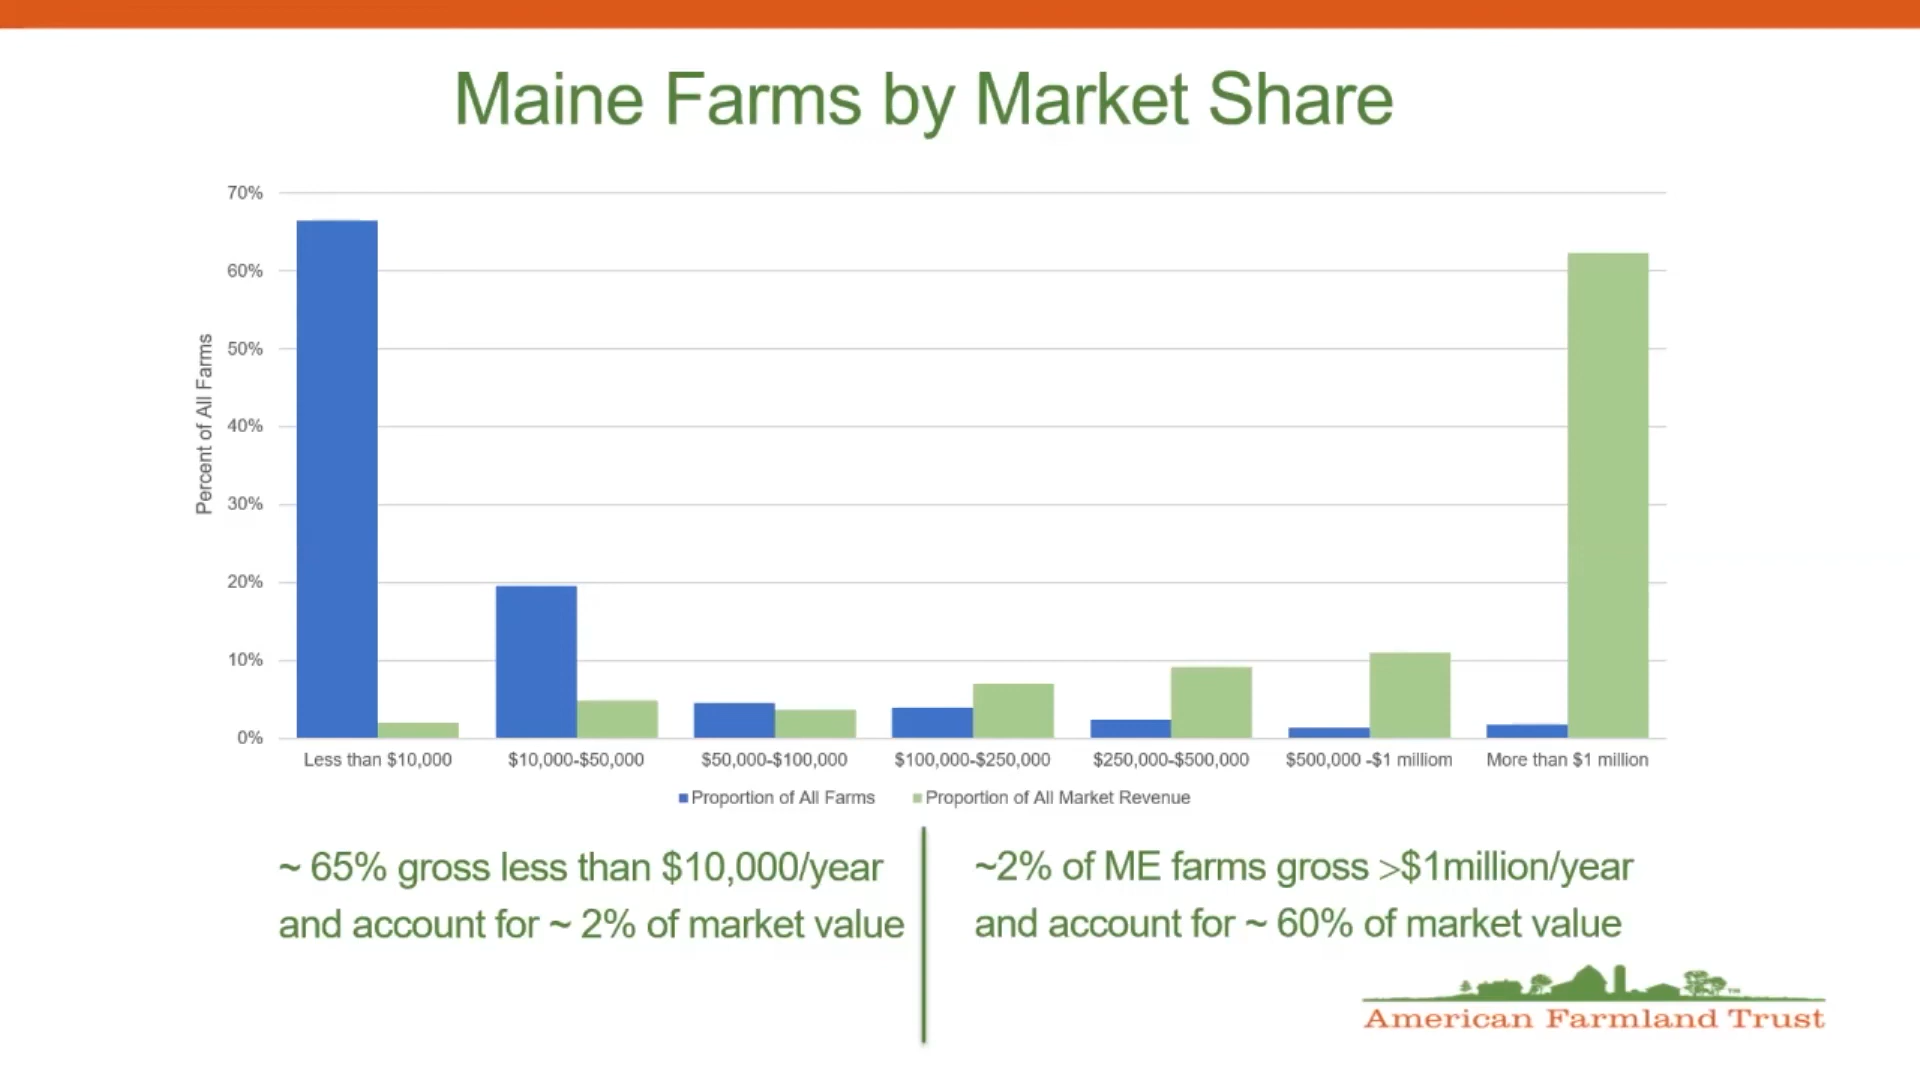 Maine Farms by Market Share
70%
60%
50%
40%
30%
20%
10%
0%
Percent of All Farms
Less than $10,000
$10,000-$50,000
$50,000-$100,000
$100,000-$250,000
$250,000-$500,000
$500,000 -$1 milliom
More than $1 million
Proportion of All Farms
Proportion of All Market Revenue
~ 65% gross less than $10,000/year
and account for ~ 2% of market value
~2% of ME farms gross >$1million/year
and account for ~ 60% of market value
American Farmland Trust
TM